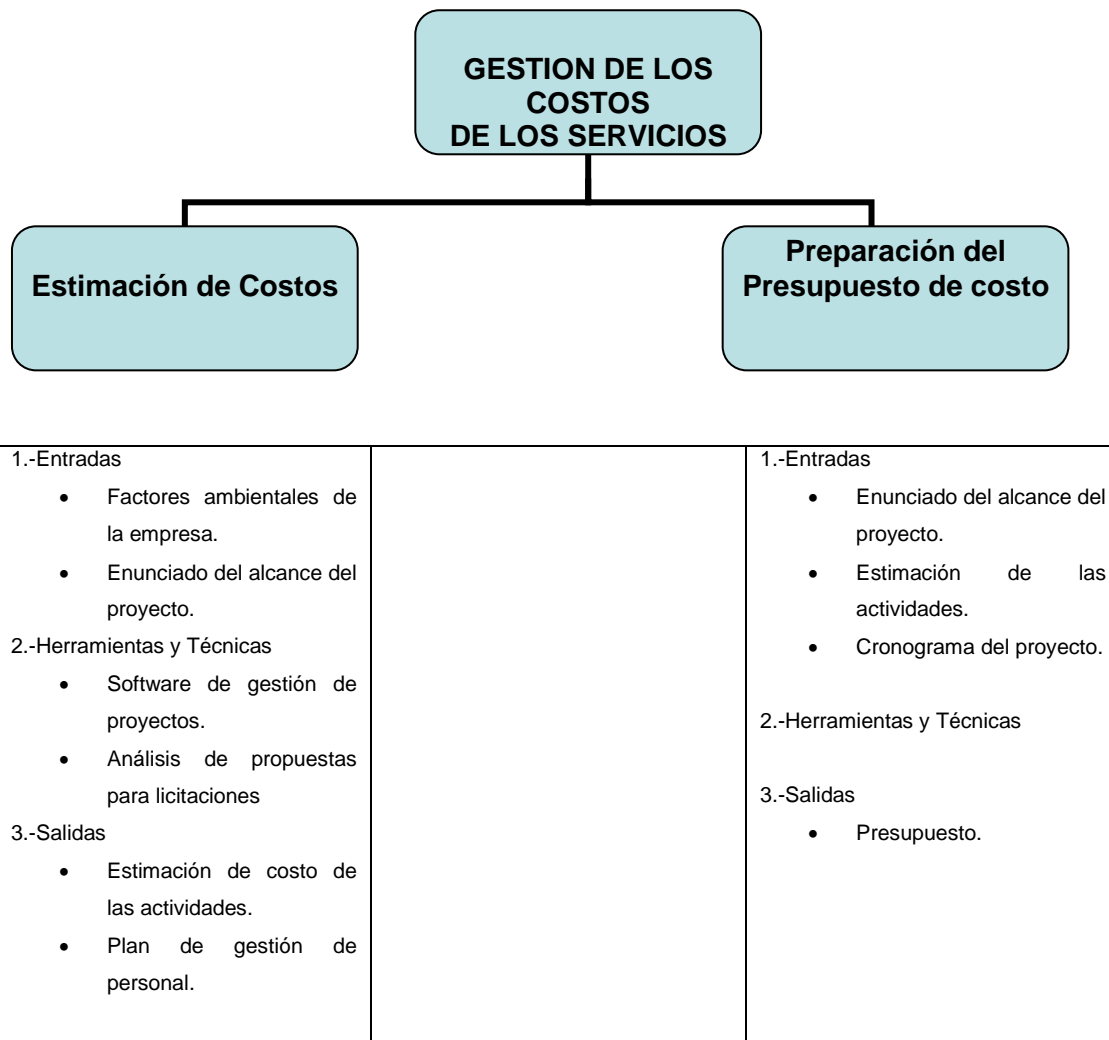 GESTION DE LOS
COSTOS
DE LOS SERVICIOS
Estimación de Costos
Preparación del
Presupuesto de costo
1.-Entradas
• Factores ambientales de
la empresa.
• Enunciado del alcance del
proyecto.
2.-Herramientas y Técnicas
• Software de gestión de
proyectos.
• Análisis de propuestas
para licitaciones
3.-Salidas
• Estimación de costo de
las actividades.
• Plan de gestión de
personal.
1.-Entradas
• Enunciado del alcance del
proyecto.
• Estimación de las
actividades.
• Cronograma del proyecto.
2.-Herramientas y Técnicas
3.-Salidas
• Presupuesto.